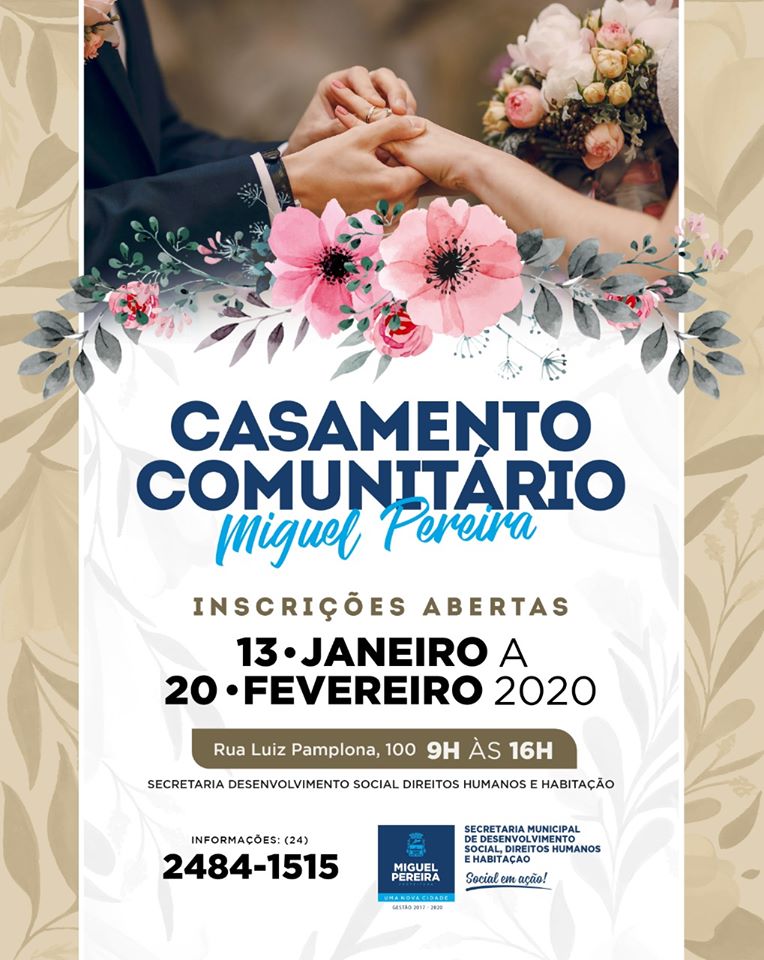 CASAMENTO
COMUNITÁRIO
Miguel Pereira
INSCRIÇÕES ABERTAS
13 • JANEIRO A
20 • FEVEREIRO 2020
Rua Luiz Pamplona, 100 9H ÀS 16H
SECRETARIA DESENVOLVIMENTO SOCIAL DIREITOS HUMANOS E HABITAÇÃO
INFORMAÇÕES: (24)
2484-1515
MIGUEL
PEREIRA
PREFEITURA
UMA NOVA CIDADE
GESTÃO 2017 - 2020
SECRETARIA MUNICIPAL
DE DESENVOLVIMENTO
SOCIAL, DIREITOS HUMANOS
E HABITAÇAO
Social em ação!